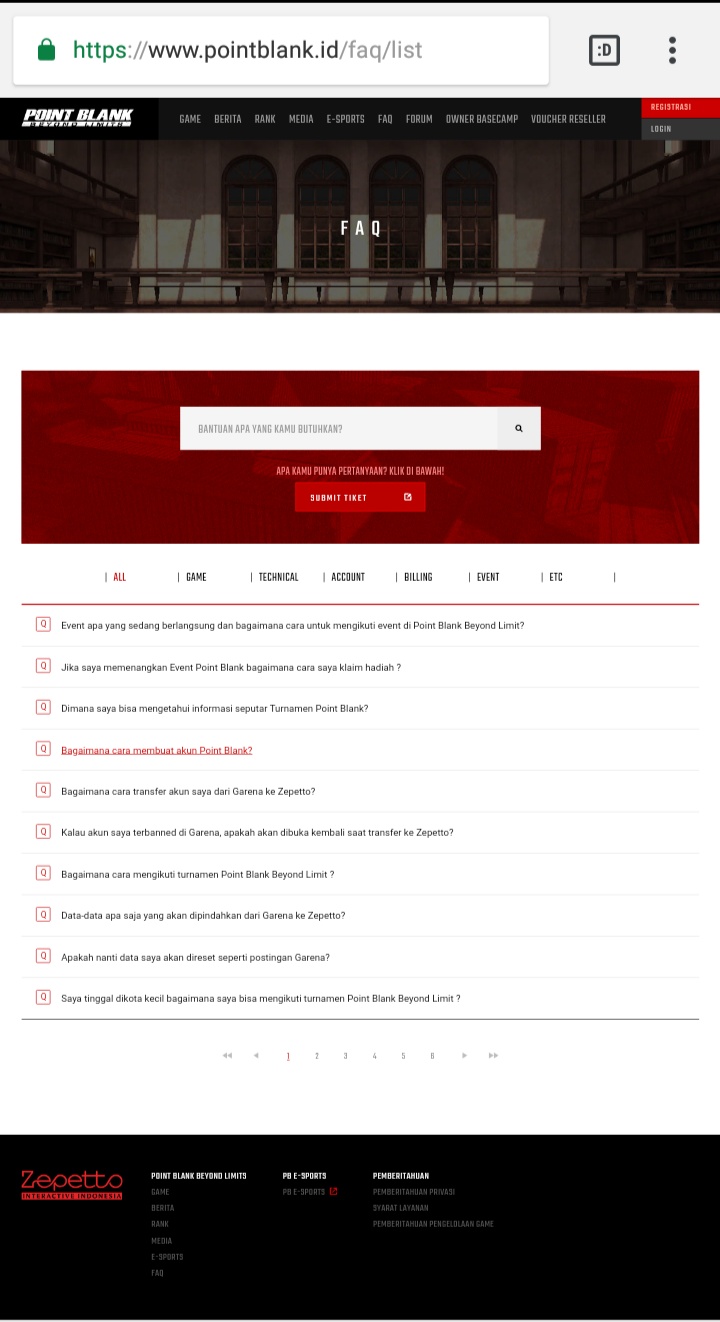 :D
https://www.pointblank.id/faq/list
POINT BLANK
BEYOND LIMITS
GAME BERITA RANK MEDIA E-SPORTS FAQ FORUM OWNER BASECAMP VOUCHER RESELLER
REGISTRASI
LOGIN
FAQ
BANTUAN APA YANG KAMU BUTUHKAN?
APA KAMU PUNYA PERTANYAAN? KLIK DI BAWAH!
SUBMIT TIKET
| ALL | GAME | TECHNICAL | ACCOUNT | BILLING | EVENT | ETC |
Q Event apa yang sedang berlangsung dan bagaimana cara untuk mengikuti event di Point Blank Beyond Limit?
Q Jika saya memenangkan Event Point Blank bagaimana cara saya klaim hadiah ?
Q Dimana saya bisa mengetahui informasi seputar Turnamen Point Blank?
Q Bagaimana cara membuat akun Point Blank?
Q Bagaimana cara transfer akun saya dari Garena ke Zepetto?
Q Kalau akun saya terbanned di Garena, apakah akan dibuka kembali saat transfer ke Zepetto?
Q Bagaimana cara mengikuti turnamen Point Blank Beyond Limit ?
Q Data-data apa saja yang akan dipindahkan dari Garena ke Zepetto?
Q Apakah nanti data saya akan direset seperti postingan Garena?
Q Saya tinggal dikota kecil bagaimana saya bisa mengikuti turnamen Point Blank Beyond Limit ?
1 2 3 4 5 6
Zepetto
INTERACTIVE INDONESIA
POINT BLANK BEYOND LIMITS
GAME
BERITA
RANK
MEDIA
E-SPORTS
FAQ
PB E-SPORTS
PB E-SPORTS
PEMBERITAHUAN
PEMBERITAHUAN PRIVASI
SYARAT LAYANAN
PEMBERITAHUAN PENGELOLAAN GAME